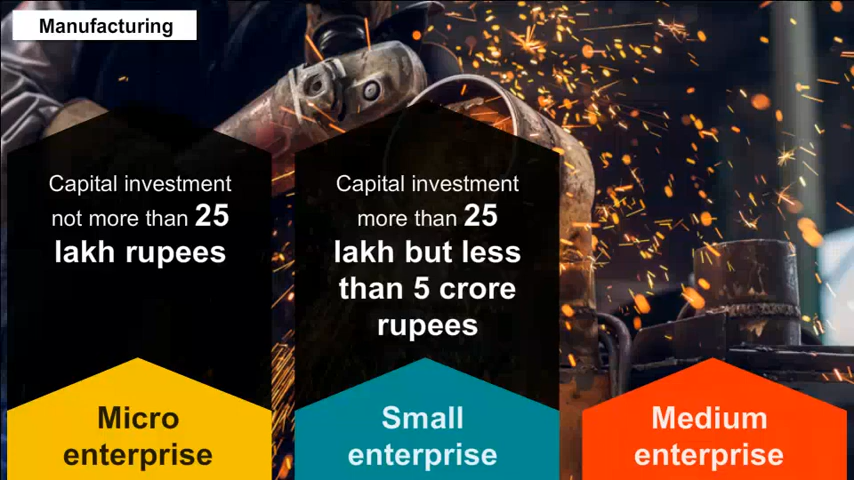 Manufacturing
Capital investment
not more than 25
lakh rupees
Micro
enterprise
Capital investment
more than 25
lakh but less
than 5 crore
rupees
Small
enterprise
Medium
enterprise